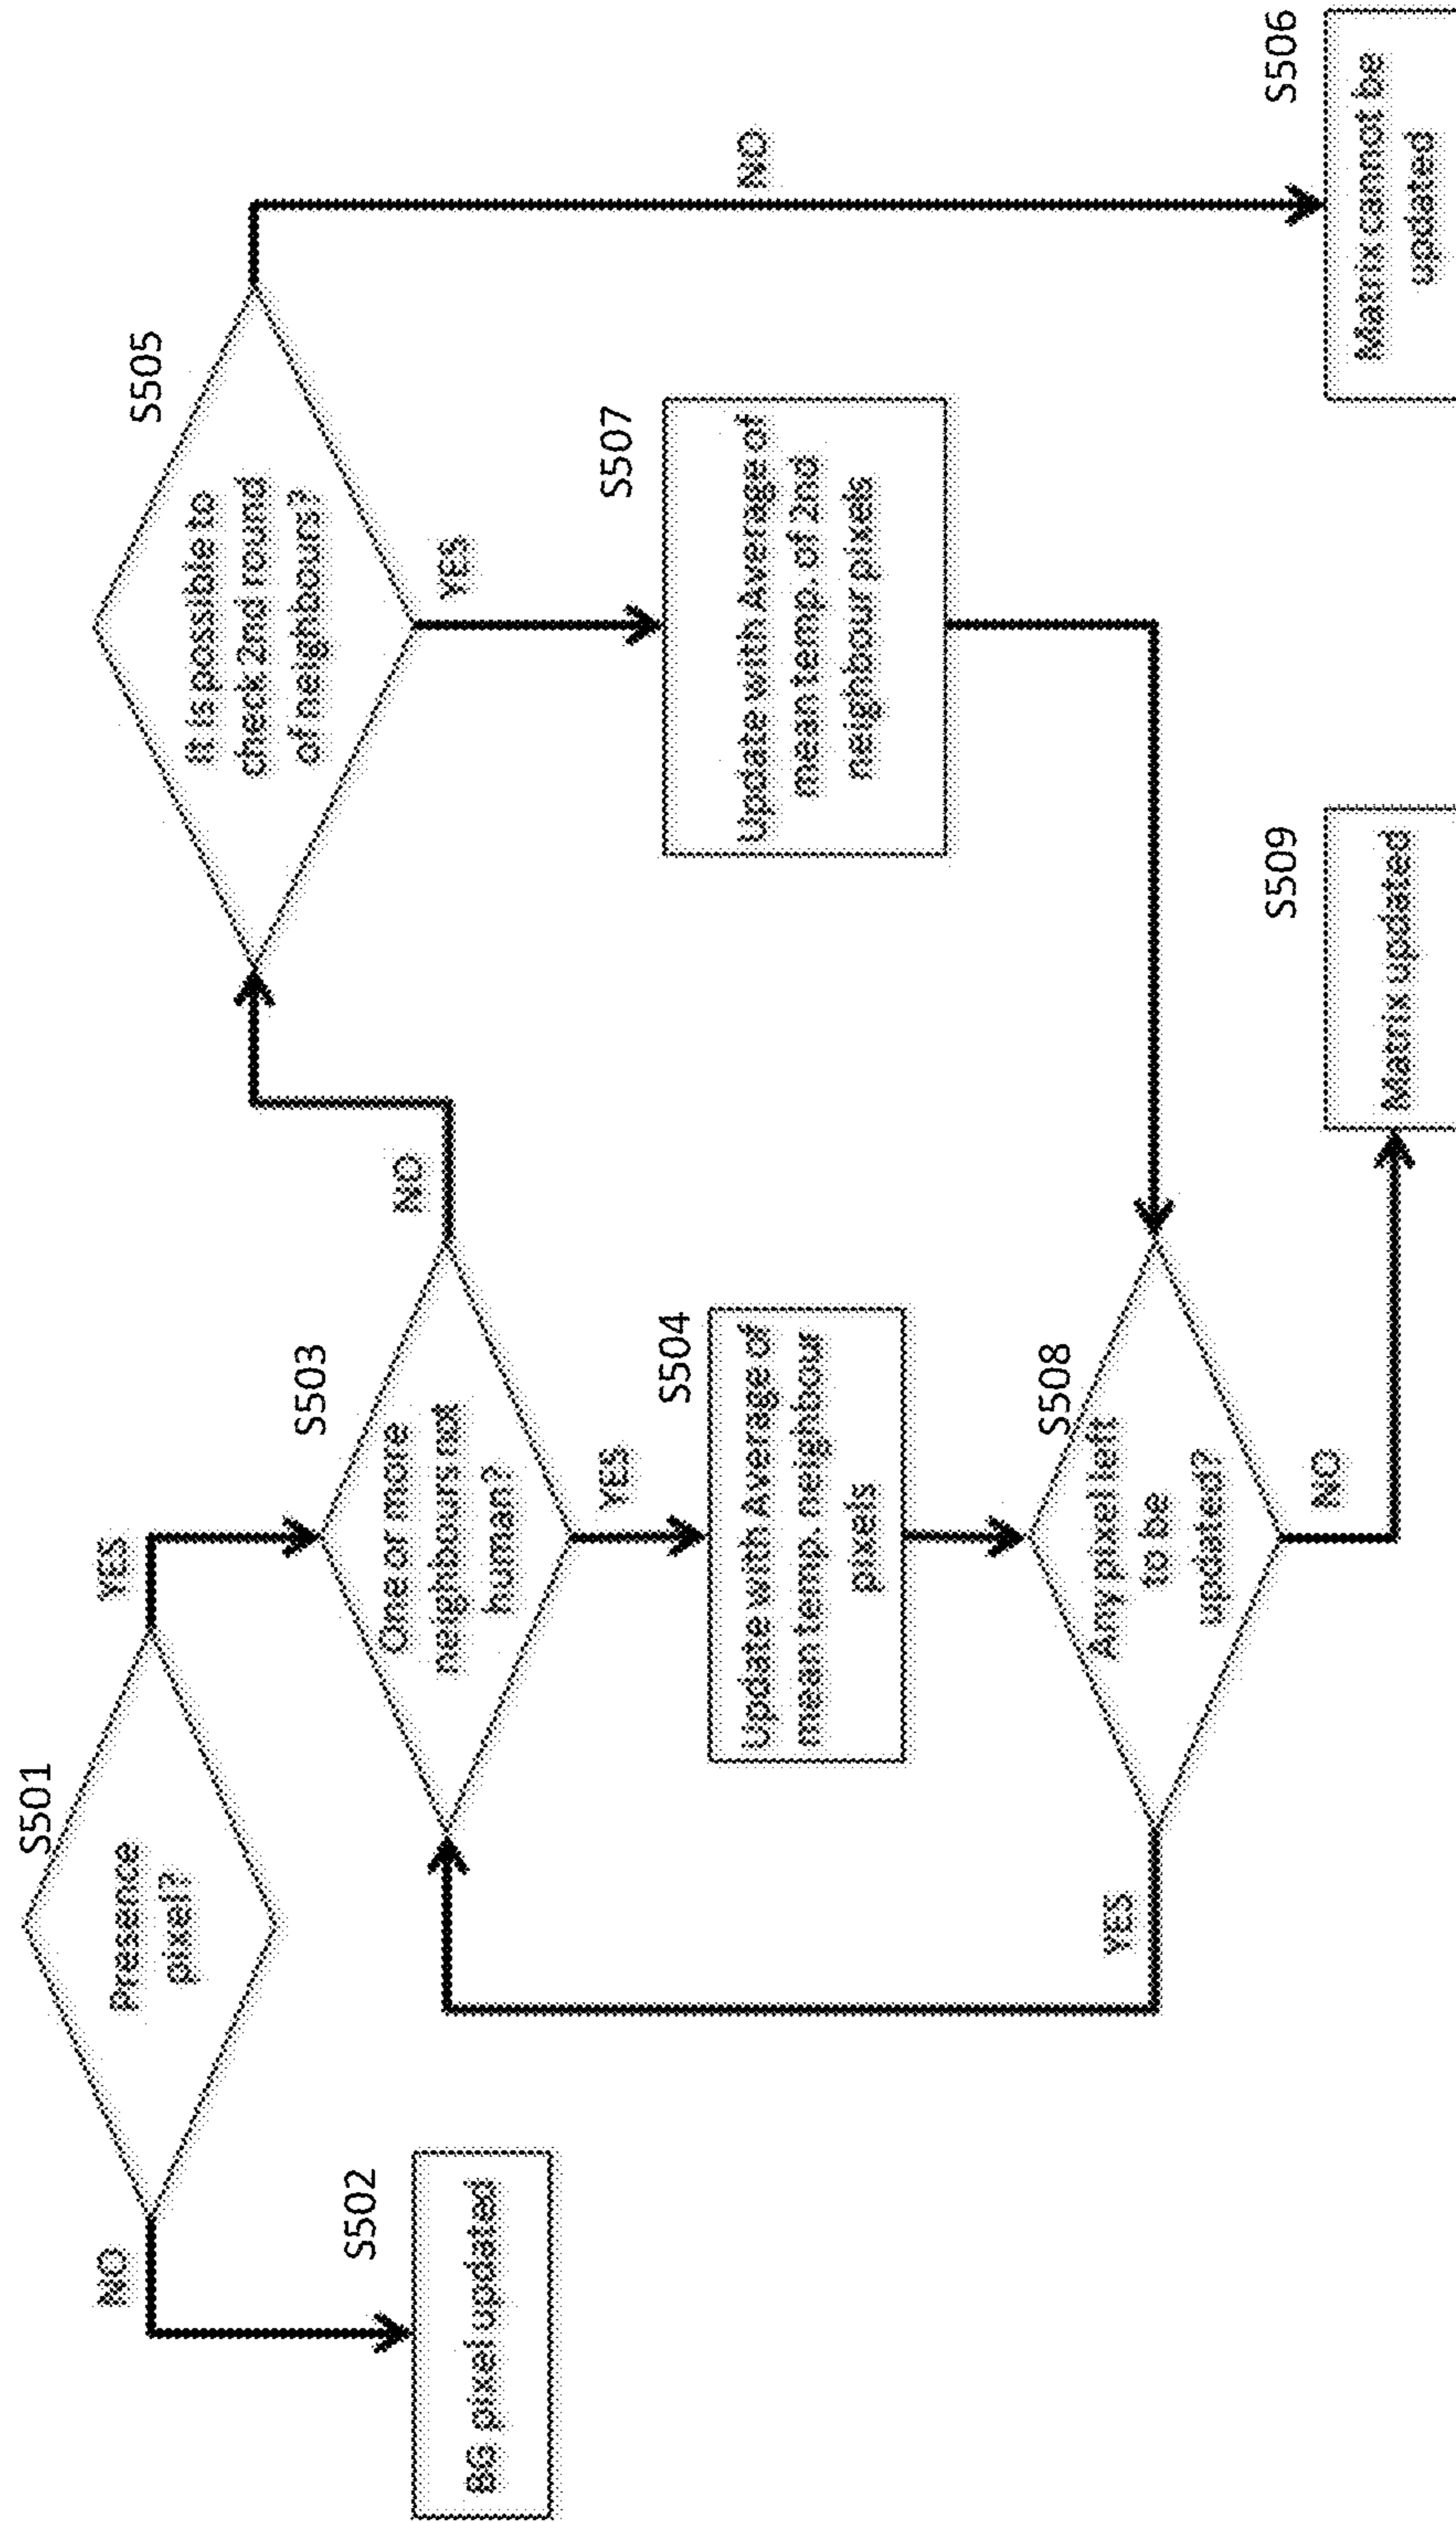 S501
Presence
pixel?
NO
YES
S502
BG pixel updated
S503
One or more
neighbours not
human?
NO
YES
S504
Update with Average of
mean temp. neighbour
pixels
S505
It is possible to
check 2nd round
of neighbours?
YES
NO
S507
Update with Average of
mean temp. of 2nd
neighbour pixels
S508
Any pixel left
to be
updated?
YES
NO
S509
Matrix updated
S506
Matrix cannot be
updated